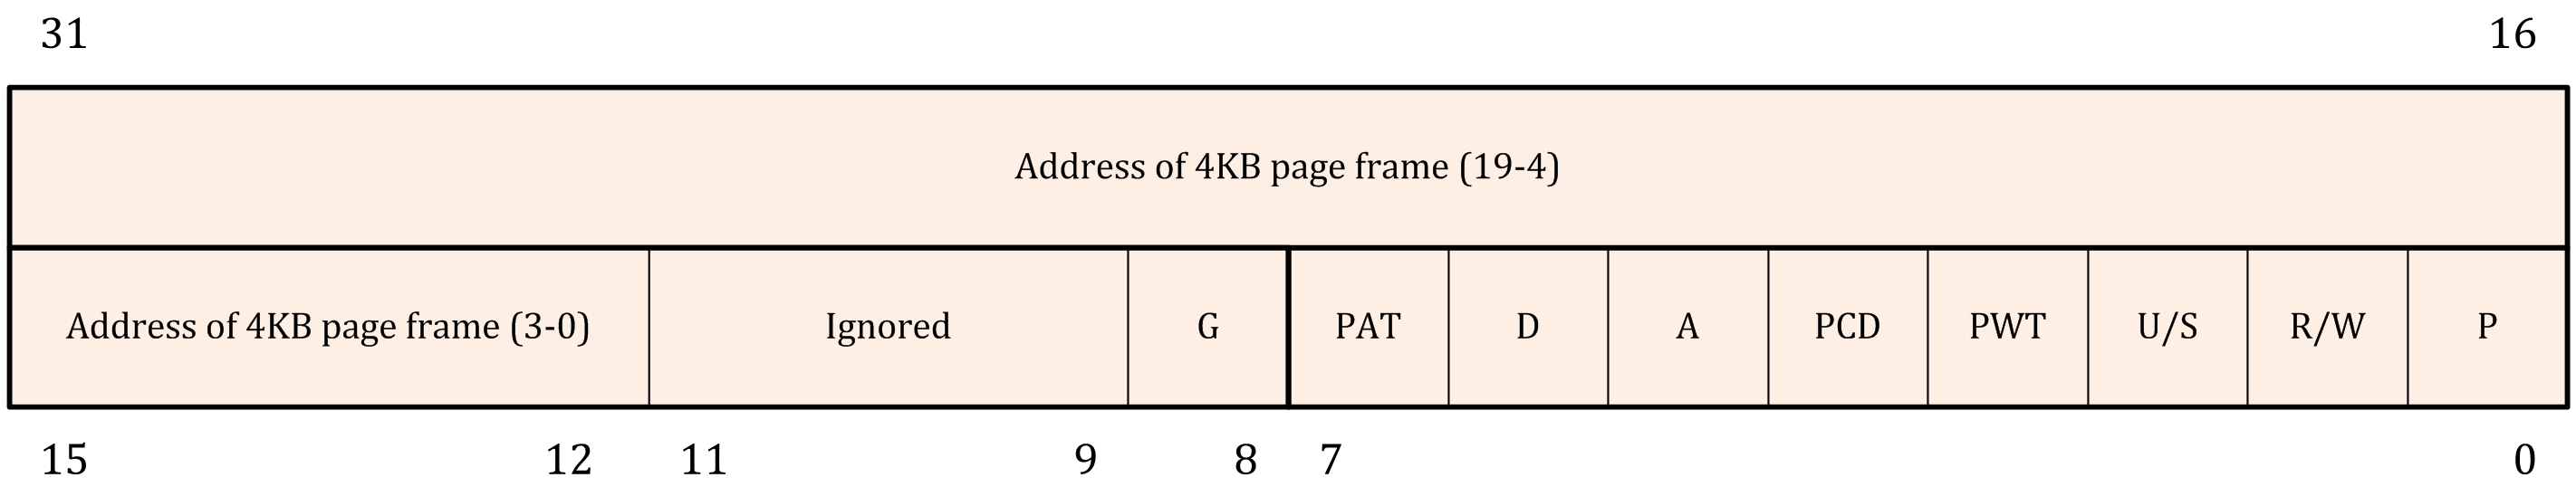 31 16
Address of 4KB page frame (19-4)
Address of 4KB page frame (3-0) Ignored G PAT D A PCD PWT U/S R/W P
15 12 11 9 8 7 0